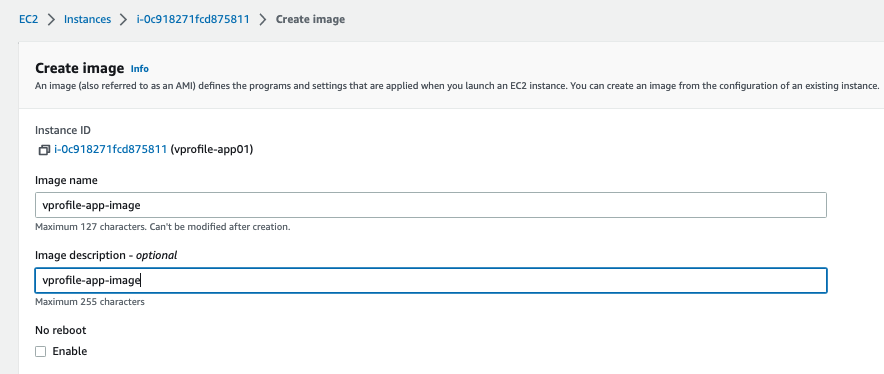 EC2 > Instances > i-0c918271fcd875811 > Create image
Create image Info
An image (also referred to as an AMI) defines the programs and settings that are applied when you launch an EC2 instance. You can create an image from the configuration of an existing instance.
Instance ID
i-0c918271fcd875811 (vprofile-app01)
Image name
vprofile-app-image
Maximum 127 characters. Can't be modified after creation.
Image description - optional
vprofile-app-image
Maximum 255 characters
No reboot
Enable